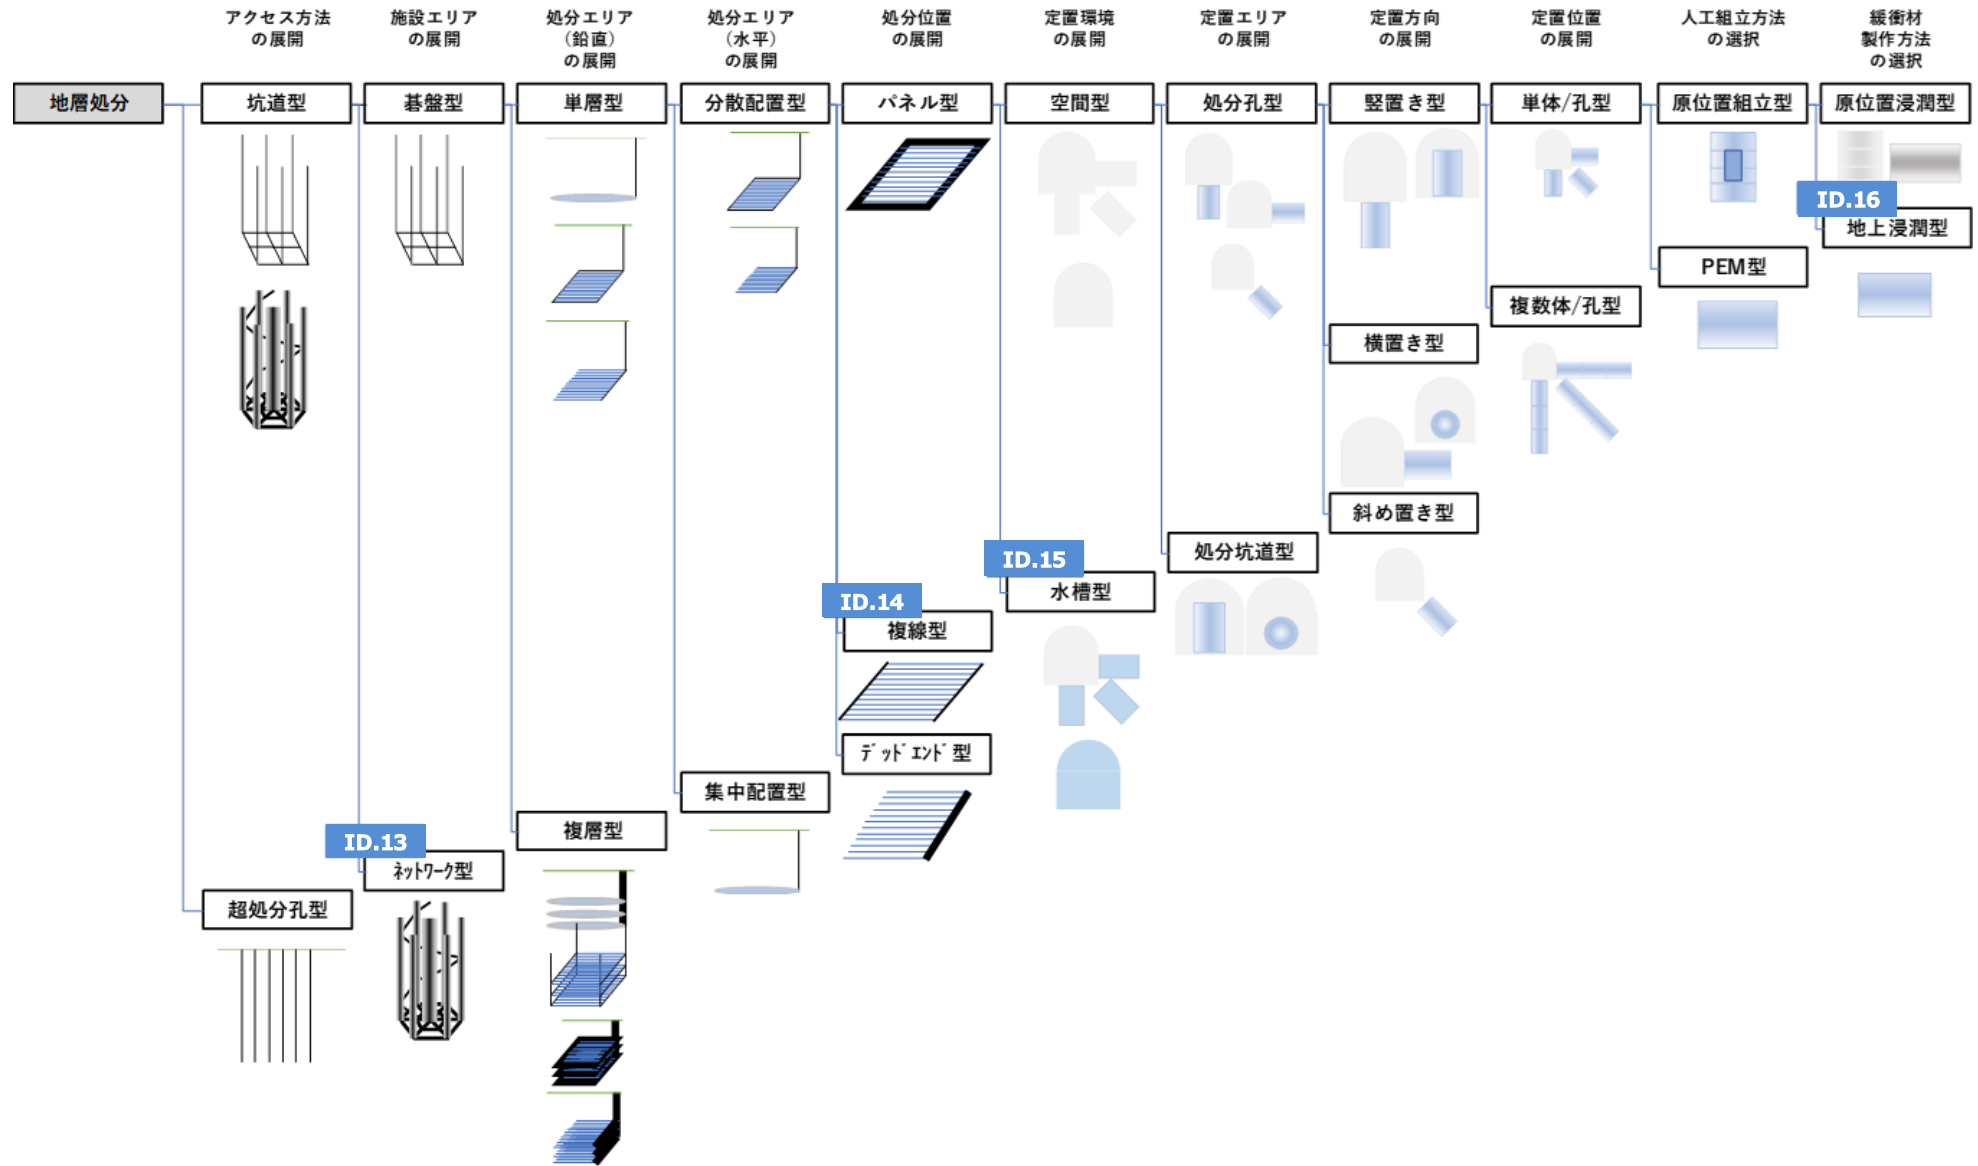 アクセス方法
の展開
施設エリア
の展開
処分エリア
（鉛直）
の展開
処分エリア
（水平）
の展開
処分位置
の展開
定置環境
の展開
定置エリア
の展開
定置方向
の展開
定置位置
の展開
人工組立方法
の選択
緩衝材
製作方法
の選択
地層処分
坑道型
碁盤型
単層型
分散配置型
パネル型
空間型
処分孔型
竪置き型
単体/孔型
原位置組立型
原位置浸潤型
ID.16
地上浸潤型
PEM型
複数体/孔型
横置き型
斜め置き型
処分坑道型
ID.15
水槽型
ID.14
複線型
ﾃﾞｯﾄﾞｴﾝﾄﾞ型
集中配置型
複層型
ID.13
ﾈｯﾄﾜｰｸ型
超処分孔型